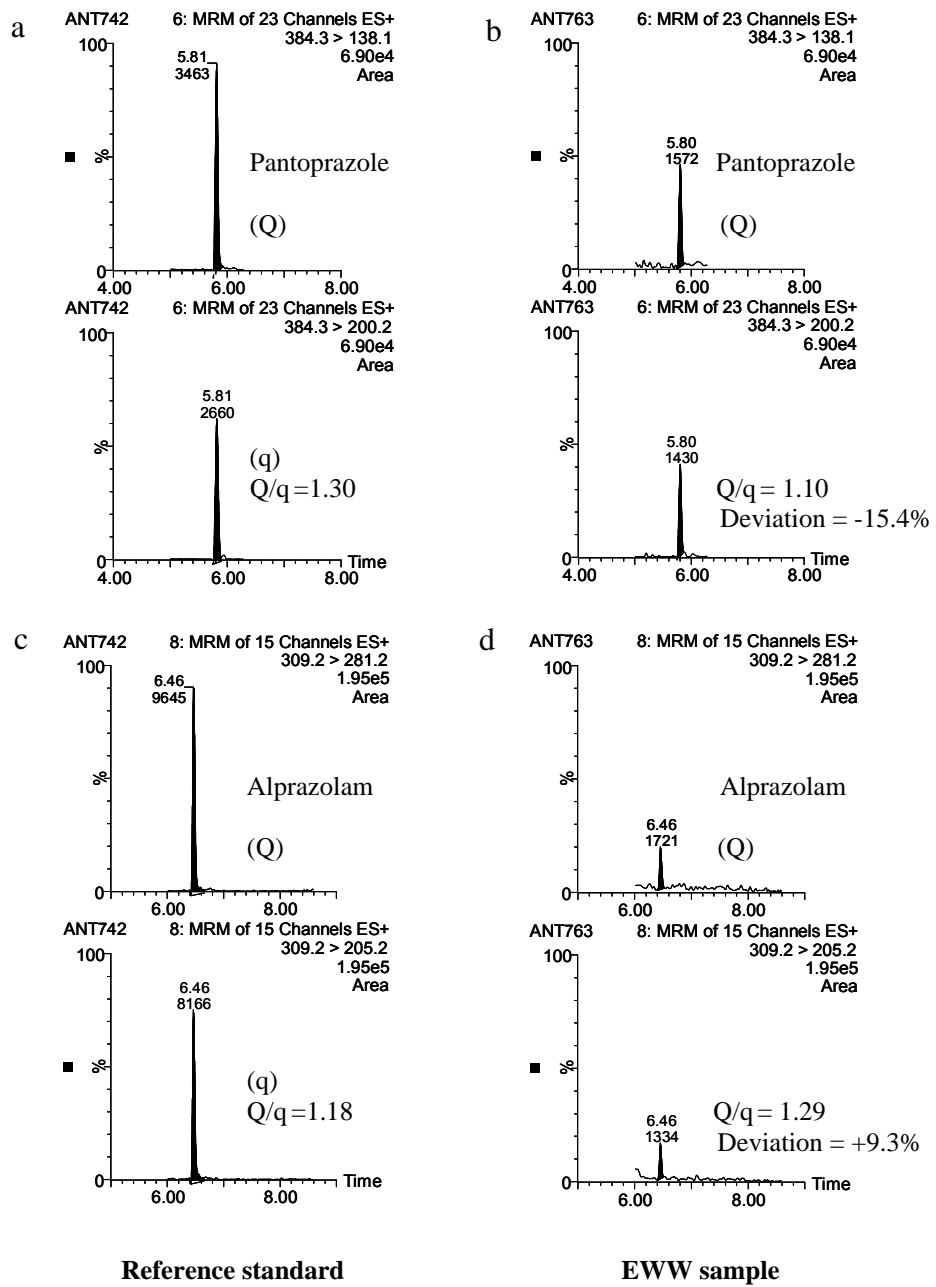 a
ANT742 6: MRM of 23 Channels ES+
384.3 > 138.1
6.90e4
Area
100
5.81
3463
%
Pantoprazole
(Q)
0
4.00 6.00 8.00
ANT742 6: MRM of 23 Channels ES+
384.3 > 200.2
6.90e4
Area
100
5.81
2660
%
(q)
Q/q =1.30
0
Time
4.00 6.00 8.00
b
ANT763 6: MRM of 23 Channels ES+
384.3 > 138.1
6.90e4
Area
100
5.80
1572
%
Pantoprazole
(Q)
0
4.00 6.00 8.00
ANT763 6: MRM of 23 Channels ES+
384.3 > 200.2
6.90e4
Area
100
5.80
1430
%
Q/q = 1.10
Deviation = -15.4%
0
Time
4.00 6.00 8.00
c
ANT742 8: MRM of 15 Channels ES+
309.2 > 281.2
1.95e5
Area
100
6.46
9645
%
Alprazolam
(Q)
0
6.00 8.00
ANT742 8: MRM of 15 Channels ES+
309.2 > 205.2
1.95e5
Area
100
6.46
8166
%
(q)
Q/q =1.18
0
Time
6.00 8.00
d
ANT763 8: MRM of 15 Channels ES+
309.2 > 281.2
1.95e5
Area
100
6.46
1721
%
Alprazolam
(Q)
0
6.00 8.00
ANT763 8: MRM of 15 Channels ES+
309.2 > 205.2
1.95e5
Area
100
6.46
1334
%
Q/q = 1.29
Deviation = +9.3%
0
Time
6.00 8.00
Reference standard
EWW sample